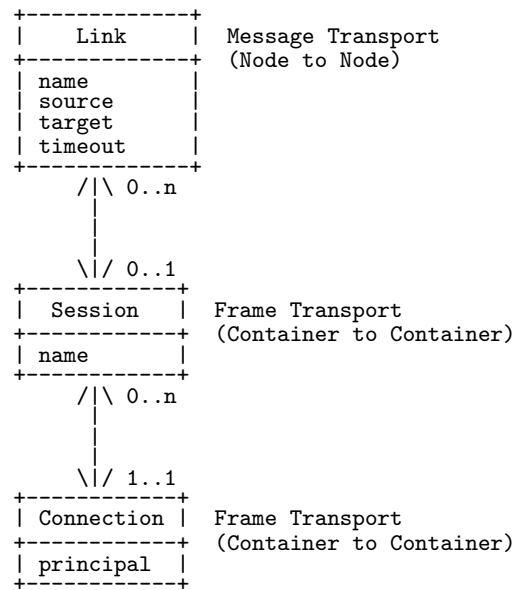 +-------------+
|    Link     |  Message Transport
+-------------+  (Node to Node)
| name        |
| source      |
| target      |
| timeout     |
+-------------+
     /|\ 0..n
      |
      |
      |
     \|/ 0..1
+------------+
|  Session   |  Frame Transport
+------------+  (Container to Container)
| name       |
+------------+
     /|\ 0..n
      |
      |
      |
     \|/ 1..1
+------------+
| Connection |  Frame Transport
+------------+  (Container to Container)
| principal  |
+------------+